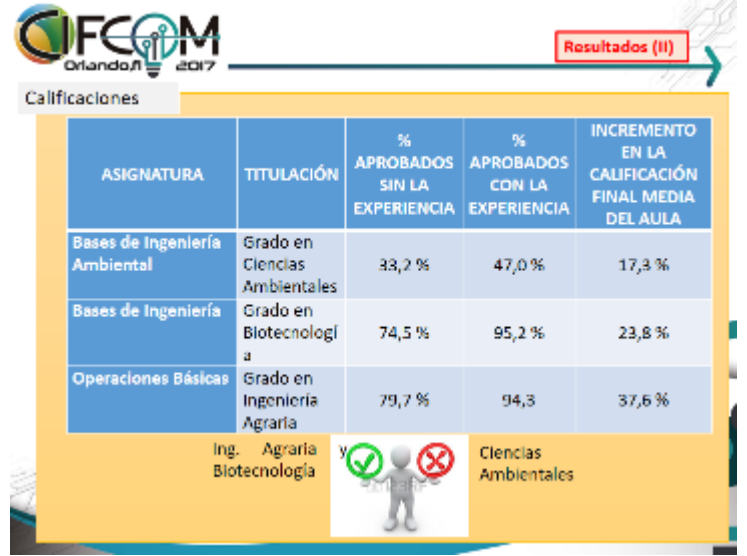 CIFCOM
Orlando,fl 2017
Resultados (II)
Calificaciones
ASIGNATURA
TITULACIÓN
%
APROBADOS
SIN LA
EXPERIENCIA
%
APROBADOS
CON LA
EXPERIENCIA
INCREMENTO
EN LA
CALIFICACIÓN
FINAL MEDIA
DEL AULA
Bases de Ingeniería
Ambiental
Grado en
Ciencias
Ambientales
33,2 %
47,0 %
17,3 %
Bases de Ingeniería
Grado en
Biotecnologí
a
74,5 %
95,2 %
23,8 %
Operaciones Básicas
Grado en
Ingeniería
Agraria
79,7 %
94,3
37,6 %
Ing. Agraria y
Biotecnología
Ciencias
Ambientales